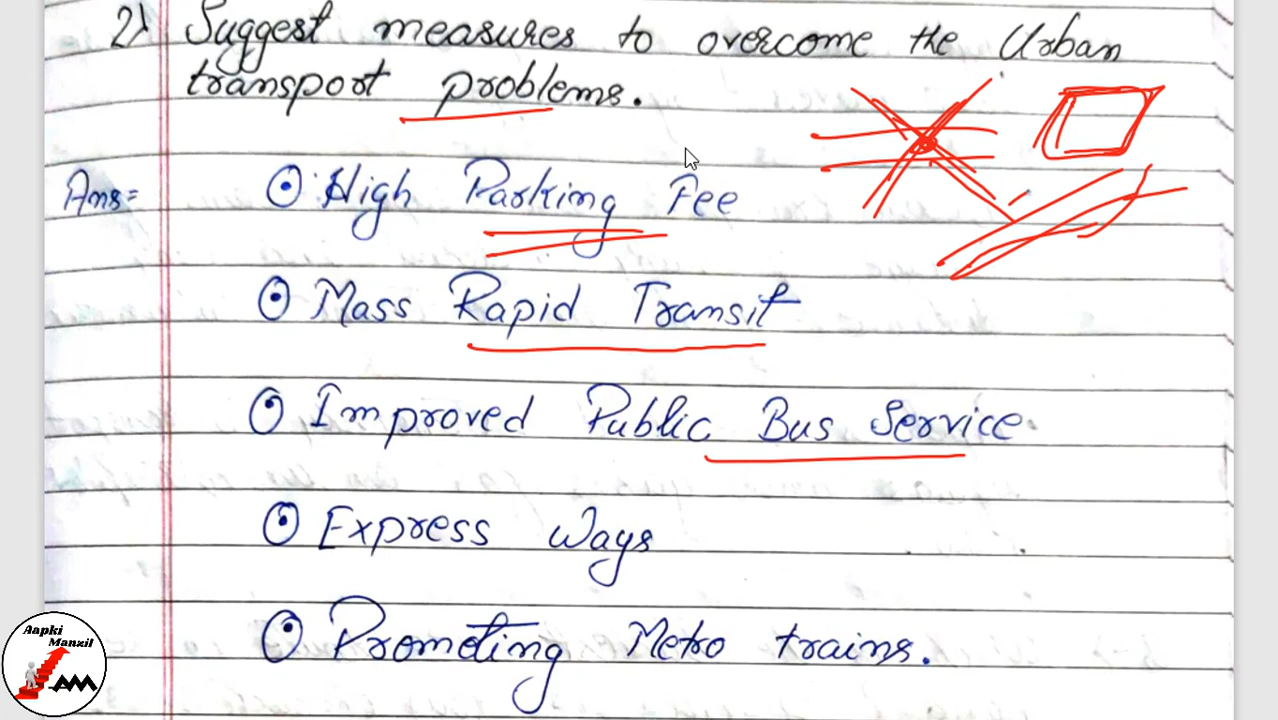 2) Suggest measures to overcome the Urban
transport problems.
Ans= High Parking Fee
Mass Rapid Transit
Improved Public Bus Service.
Express Ways
Promoting Metro trains.
Aapki
Manzil
AM